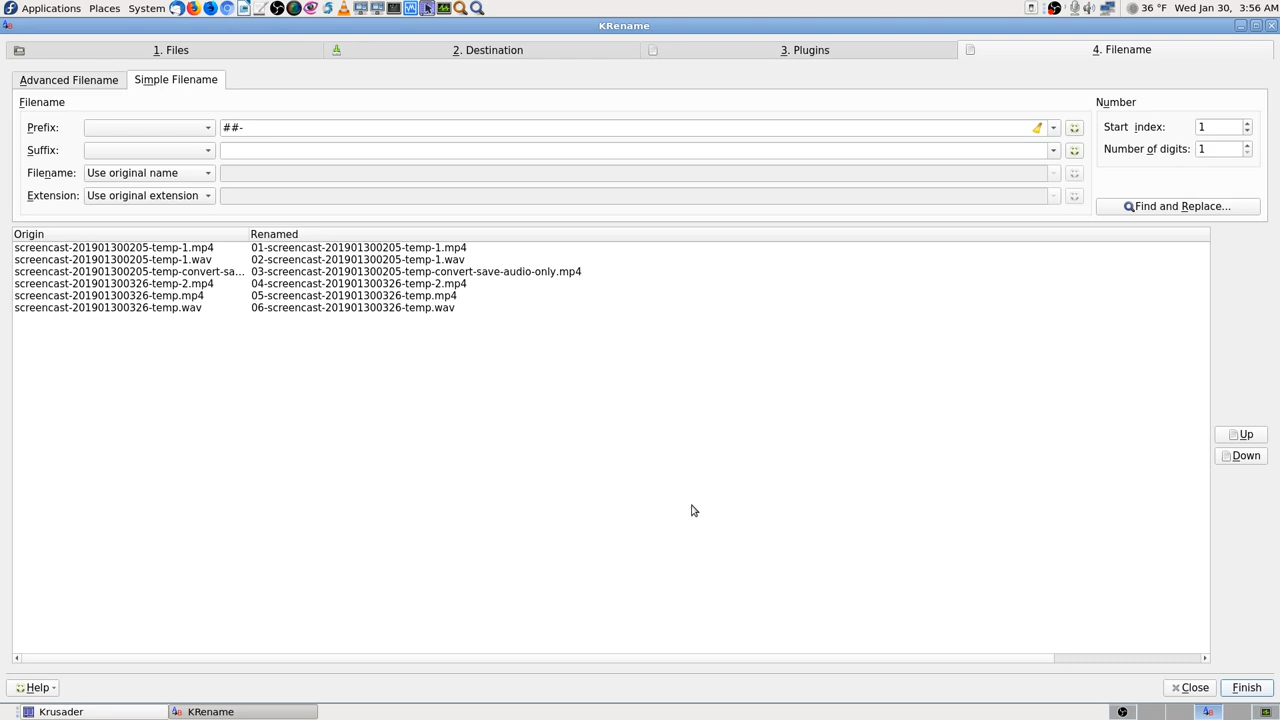 Applications Places System 36 °F Wed Jan 30, 3:56 AM
KRename
1. Files 2. Destination 3. Plugins 4. Filename
Advanced Filename Simple Filename
Filename Number
Prefix: ##- Start index: 1
Suffix: Number of digits: 1
Filename: Use original name
Extension: Use original extension Find and Replace...
Origin Renamed
screencast-201901300205-temp-1.mp4 01-screencast-201901300205-temp-1.mp4
screencast-201901300205-temp-1.wav 02-screencast-201901300205-temp-1.wav
screencast-201901300205-temp-convert-sa... 03-screencast-201901300205-temp-convert-save-audio-only.mp4
screencast-201901300326-temp-2.mp4 04-screencast-201901300326-temp-2.mp4
screencast-201901300326-temp.mp4 05-screencast-201901300326-temp.mp4
screencast-201901300326-temp.wav 06-screencast-201901300326-temp.wav
Up
Down
Help Close Finish
Krusader KRename